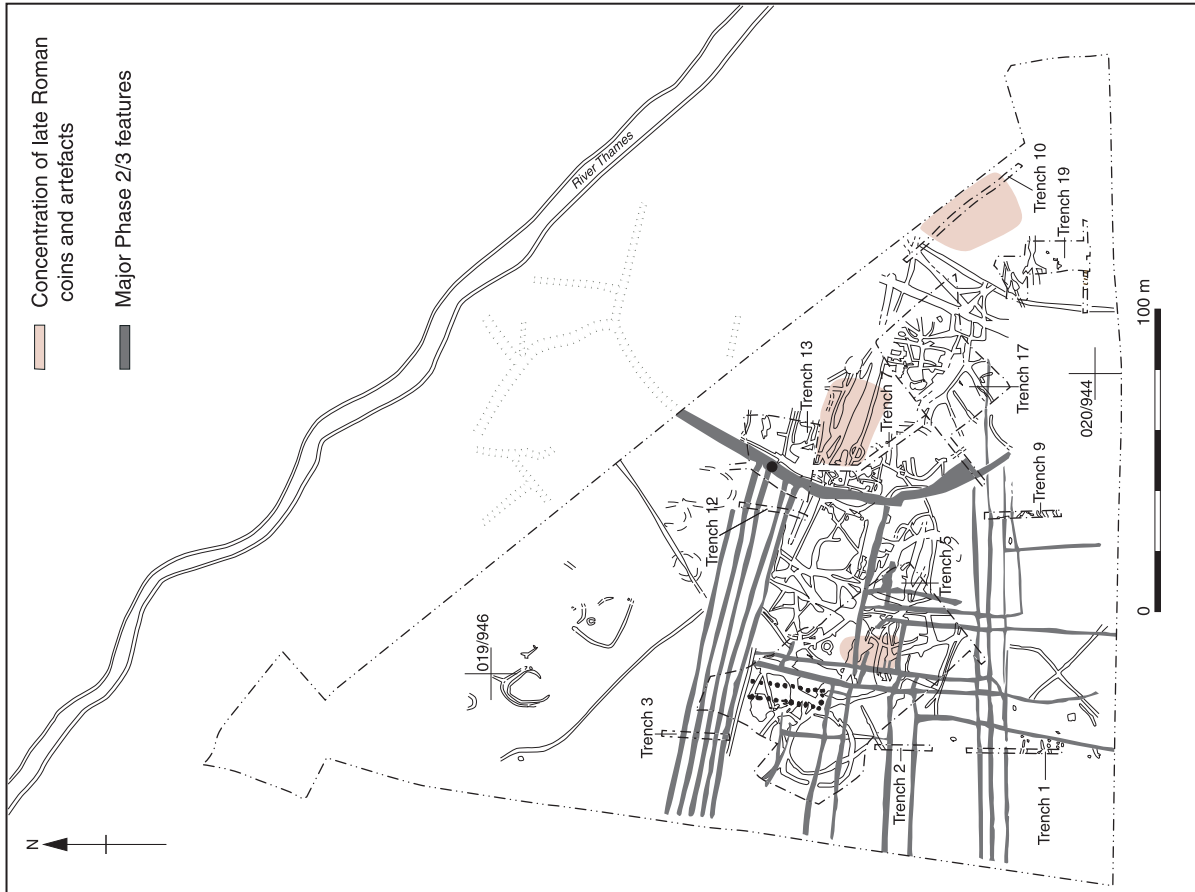 Concentration of late Roman
coins and artefacts
Major Phase 2/3 features
N
River Thames
019/946
Trench 3
Trench 12
Trench 13
Trench 7
Trench 10
Trench 19
Trench 17
020/944
Trench 9
Trench 5
Trench 2
Trench 1
0
100 m